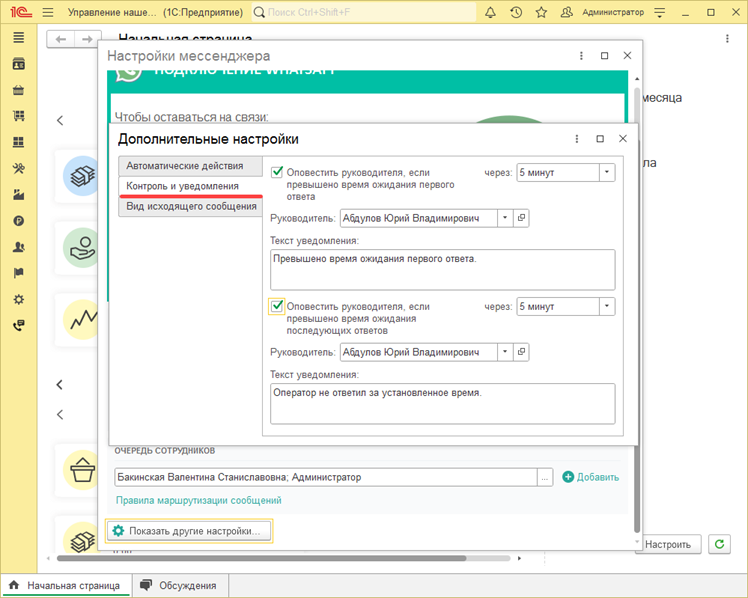 1С Управление наше... (1С:Предприятие) Поиск Ctrl+Shift+F Администратор
Начальная страница
Настройки мессенджера
ПОДКЛЮЧЕНИЕ WHATSAPP
Чтобы оставаться на связи:
месяца
Дополнительные настройки
Автоматические действия
Контроль и уведомления
Вид исходящего сообщения
Оповестить руководителя, если
превышено время ожидания первого
ответа
через: 5 минут
Руководитель: Абдулов Юрий Владимирович
Текст уведомления:
Превышено время ожидания первого ответа.
Оповестить руководителя, если
превышено время ожидания
последующих ответов
через: 5 минут
Руководитель: Абдулов Юрий Владимирович
Текст уведомления:
Оператор не ответил за установленное время.
ла
ОЧЕРЕДЬ СОТРУДНИКОВ
Бакинская Валентина Станиславовна; Администратор ... Добавить
Правила маршрутизации сообщений
Показать другие настройки...
Настроить
Начальная страница Обсуждения